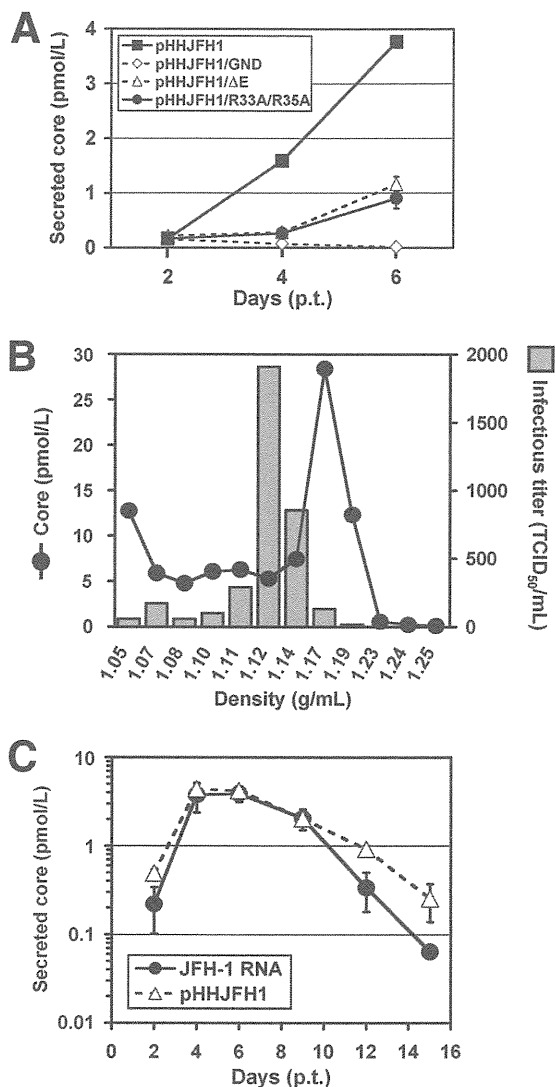 A
Secreted core (pmol/L)
4
3
2
1
0
pHHJFH1
pHHJFH1/GND
pHHJFH1/ΔE
pHHJFH1/R33A/R35A
2 4 6
Days (p.t.)
B
Core (pmol/L)
30
25
20
15
10
5
0
2000
1500
1000
500
0
Infectious titer (TCID50/mL)
1.05 1.07 1.08 1.10 1.11 1.12 1.14 1.17 1.19 1.23 1.24 1.25
Density (g/mL)
C
Secreted core (pmol/L)
10
1
0.1
0.01
JFH-1 RNA
pHHJFH1
0 2 4 6 8 10 12 14 16
Days (p.t.)